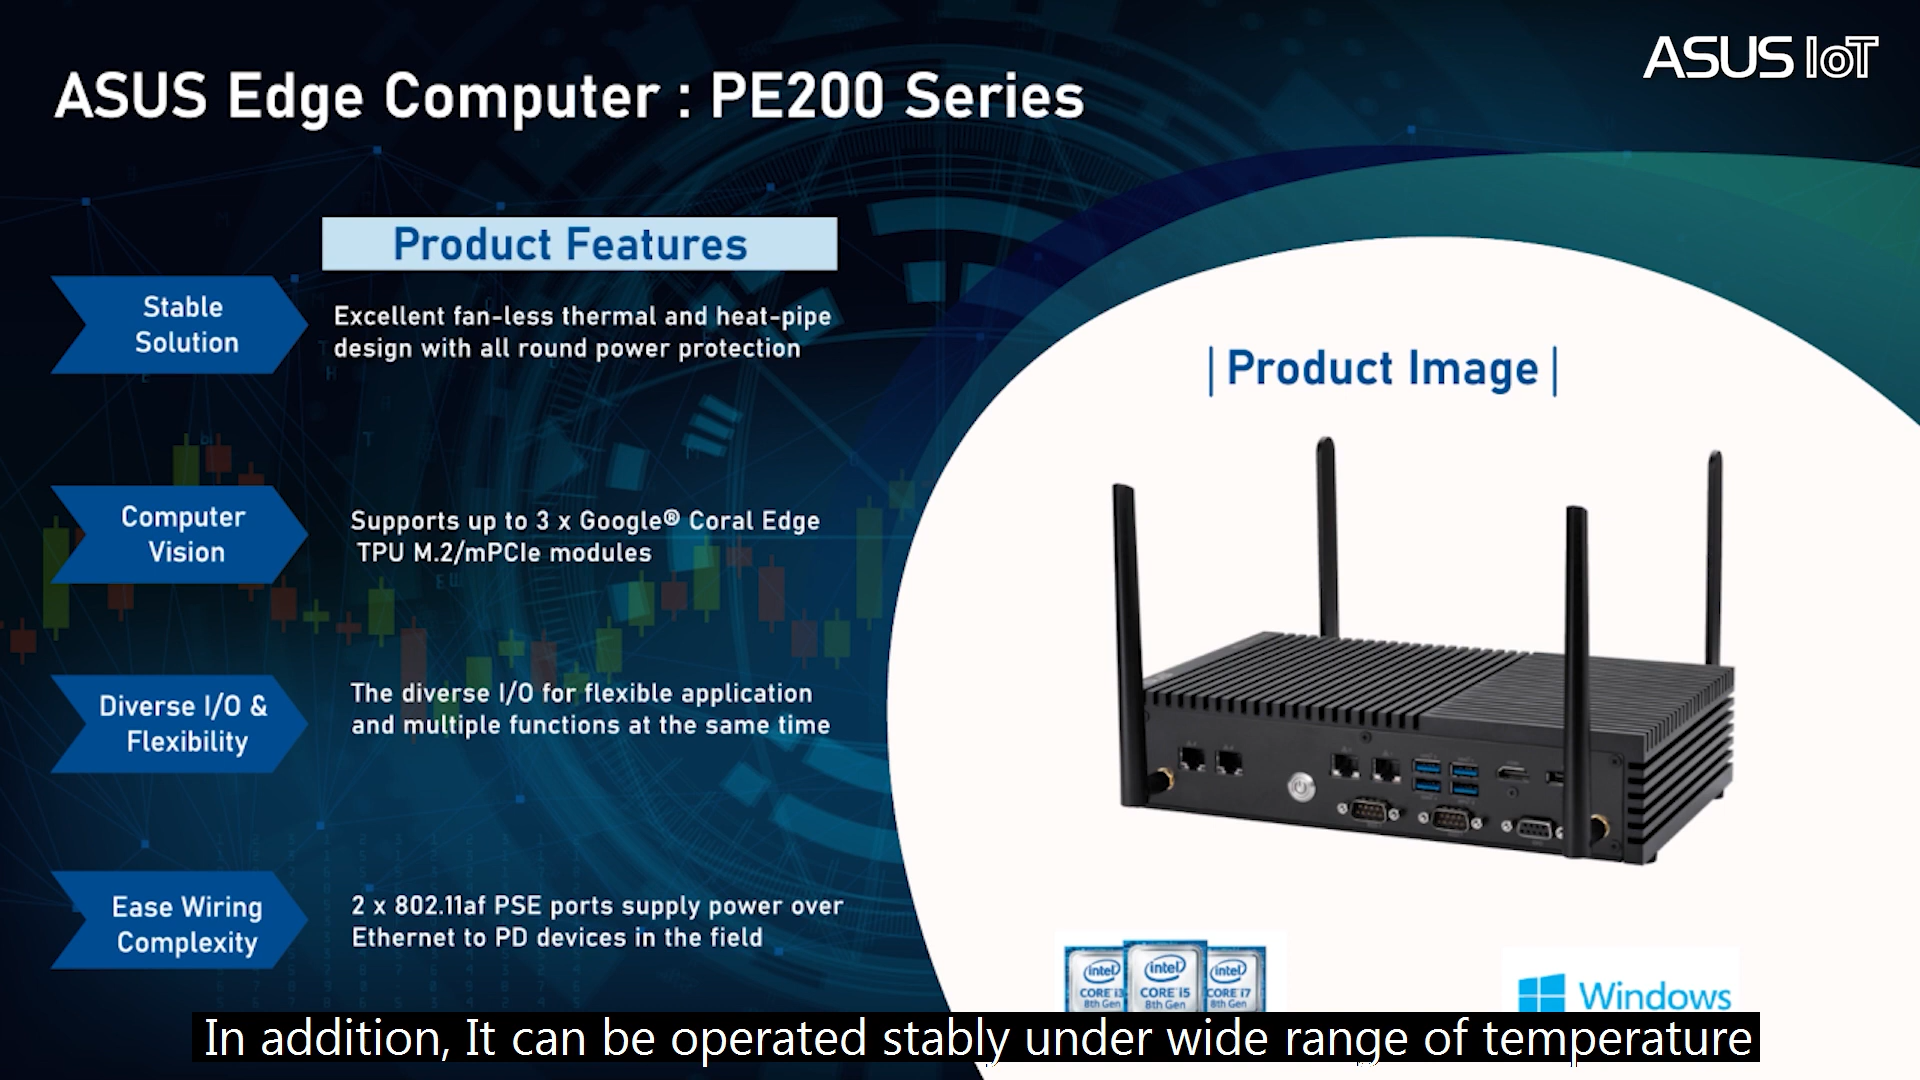 ASUS Edge Computer : PE200 Series
ASUS IoT
Product Features
Stable
Solution
Excellent fan-less thermal and heat-pipe
design with all round power protection
Computer
Vision
Supports up to 3 x Google® Coral Edge
TPU M.2/mPCIe modules
Diverse I/O &
Flexibility
The diverse I/O for flexible application
and multiple functions at the same time
Ease Wiring
Complexity
2 x 802.11af PSE ports supply power over
Ethernet to PD devices in the field
|Product Image|
intel
CORE i3
8th Gen
intel
CORE i5
8th Gen
intel
CORE i7
8th Gen
Windows
In addition, It can be operated stably under wide range of temperature